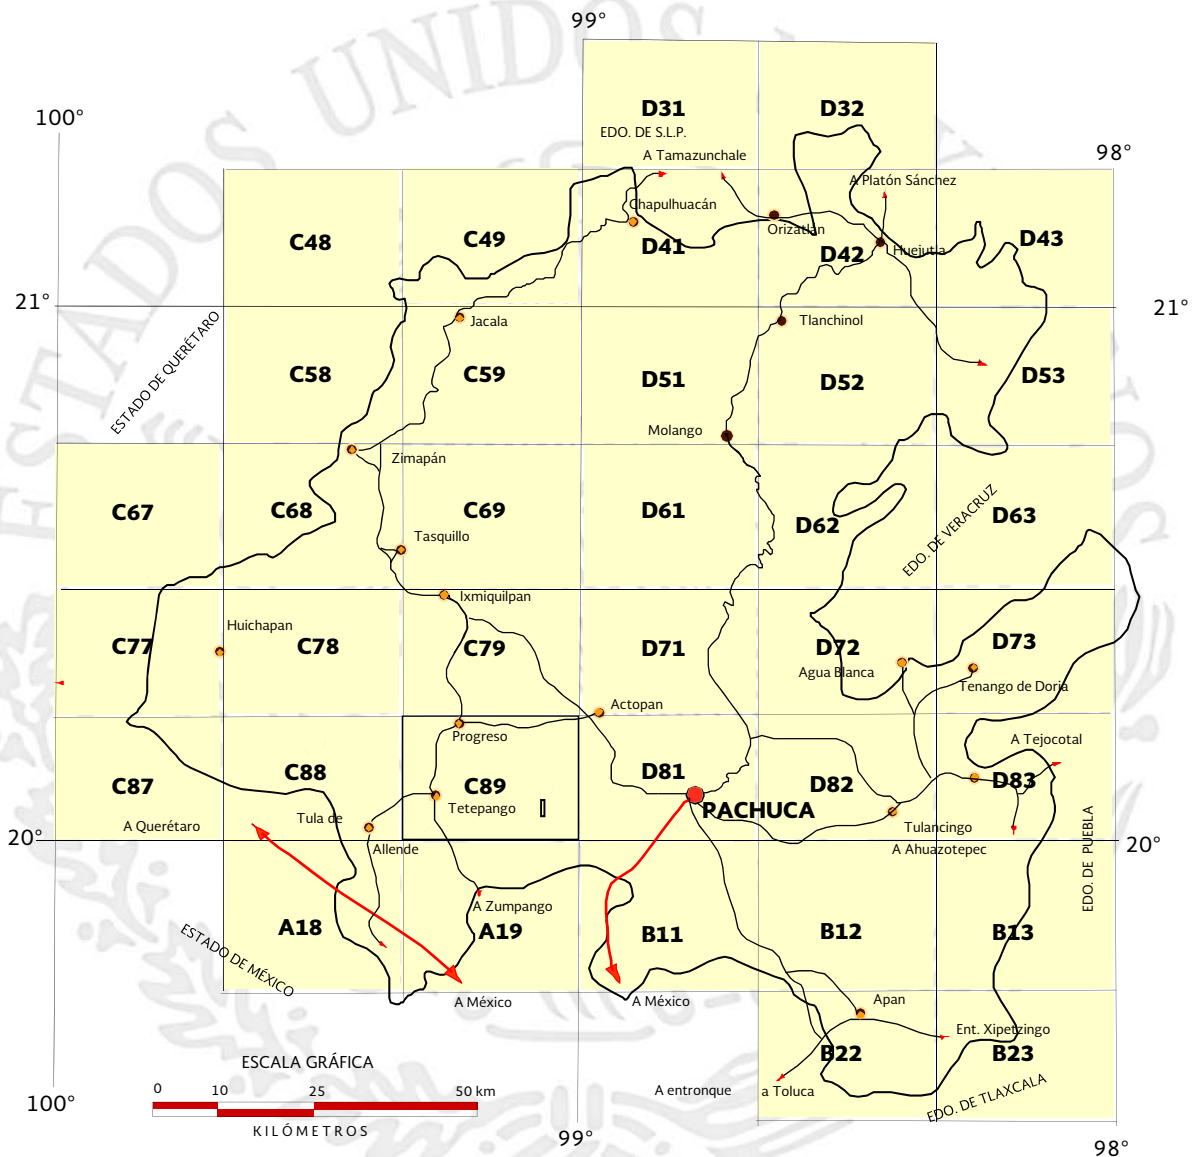 ESTADOS UNIDOS
99°
100°
98°
D31
D32
EDO. DE S.L.P.
A Tamazunchale
A Platón Sánchez
Chapulhuacán
Orizatlán
C48
C49
D41
D42
Huejutla
D43
21°
21°
Jacala
Tlanchinol
ESTADO DE QUERÉTARO
C58
C59
D51
D52
D53
Molango
Zimapán
C67
C68
C69
D61
D62
D63
EDO. DE VERACRUZ
Tasquillo
Ixmiquilpan
Huichapan
C77
C78
C79
D71
D72
D73
Agua Blanca
Tenango de Doria
Actopan
Progreso
A Tejocotal
C87
C88
C89
D81
D82
D83
Tetepango
PACHUCA
A Querétaro
Tula de
Allende
Tulancingo
A Ahuazotepec
20°
20°
EDO. DE PUEBLA
A Zumpango
A18
A19
B11
B12
B13
ESTADO DE MÉXICO
A México
A México
Apan
Ent. Xipetzingo
B22
B23
ESCALA GRÁFICA
0 10 25 50 km
KILÓMETROS
A entronque a Toluca
EDO. DE TLAXCALA
100°
99°
98°